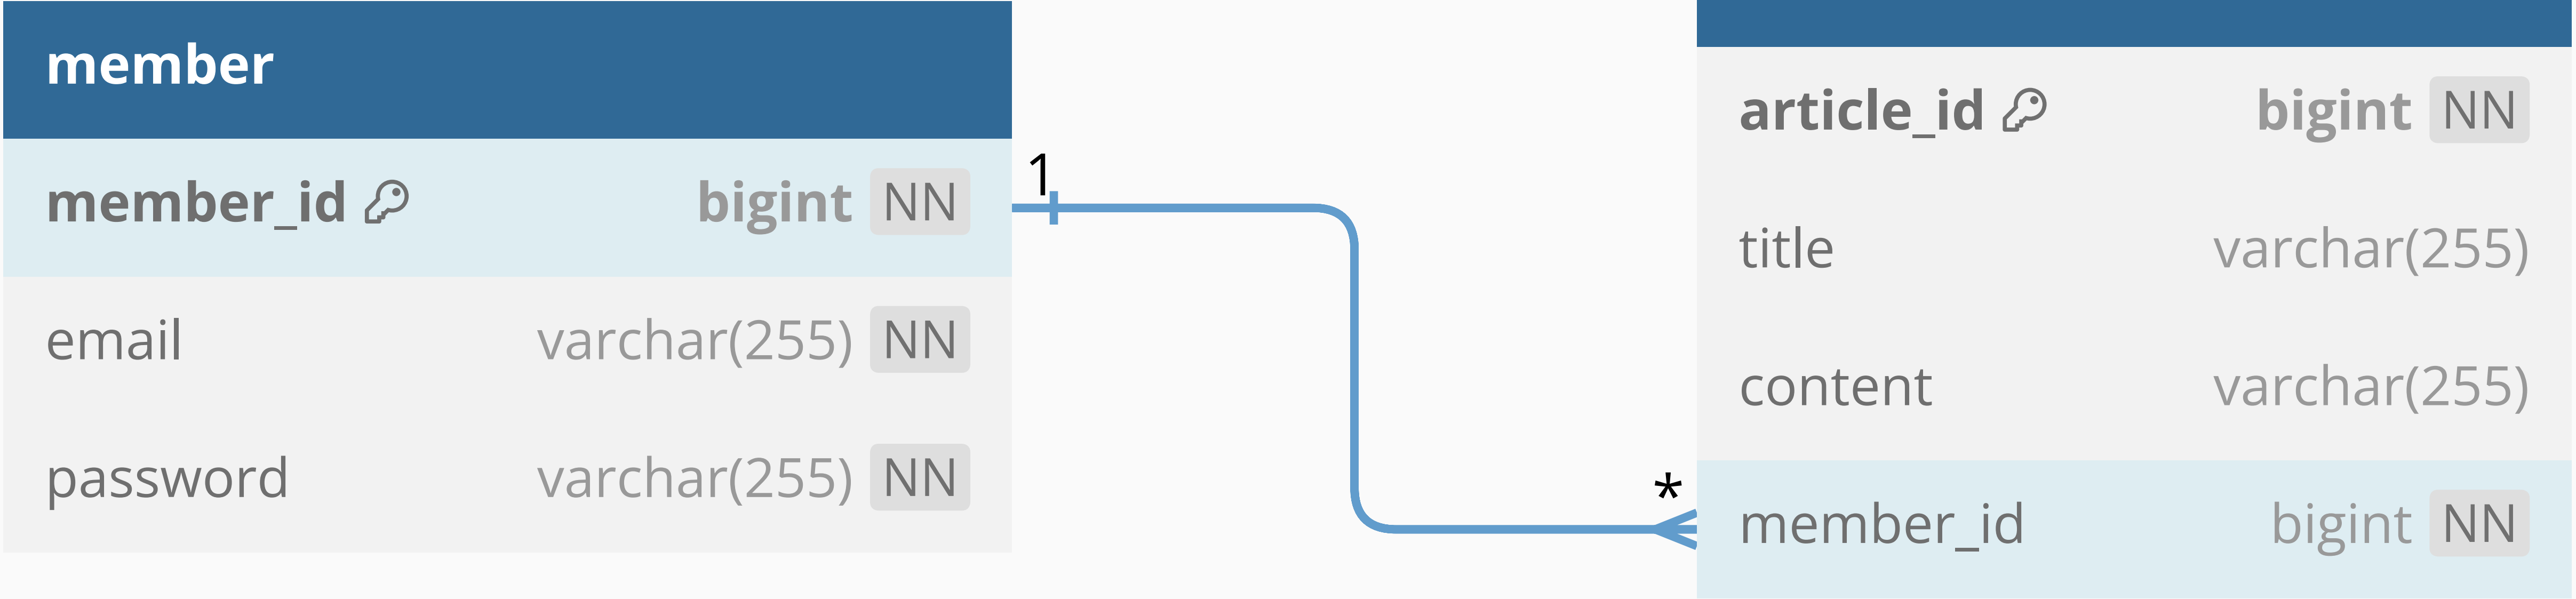 member
member_id bigint NN
email varchar(255) NN
password varchar(255) NN
1
*
article_id bigint NN
title varchar(255)
content varchar(255)
member_id bigint NN